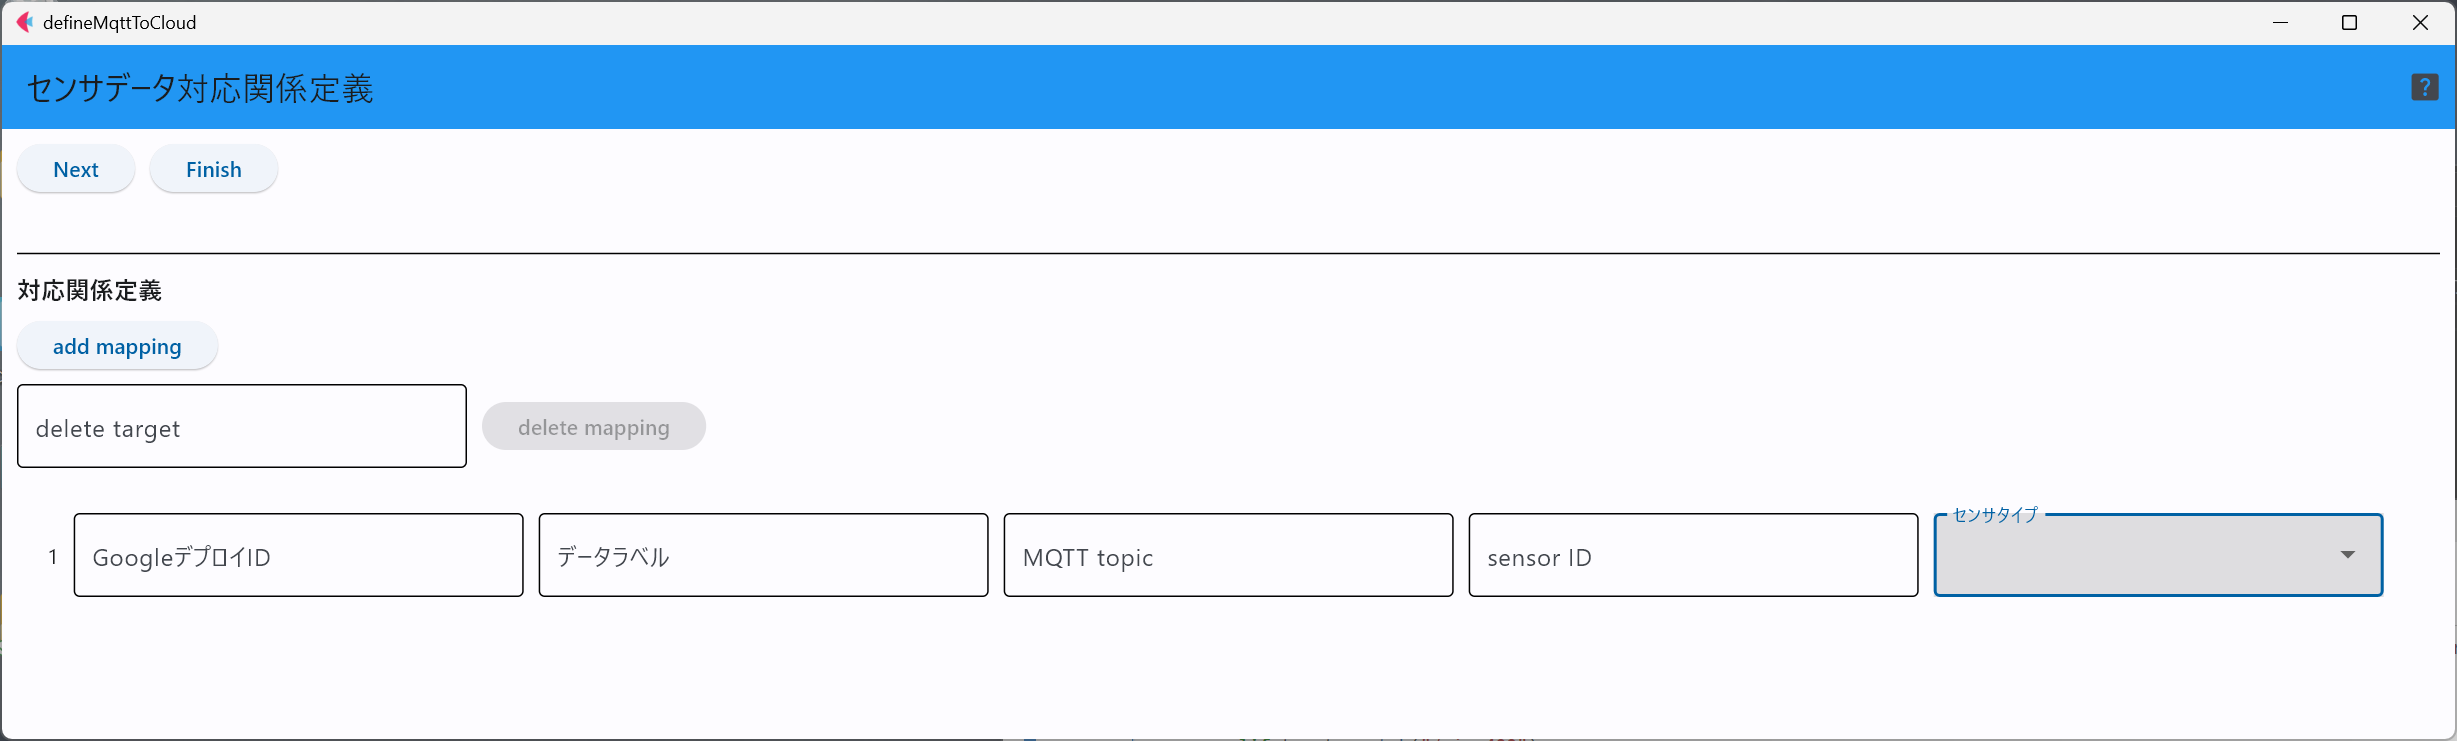 defineMqttToCloud
センサデータ対応関係定義
?
Next
Finish
対応関係定義
add mapping
delete target
delete mapping
1
GoogleデプロイID
データラベル
MQTT topic
sensor ID
センサタイプ